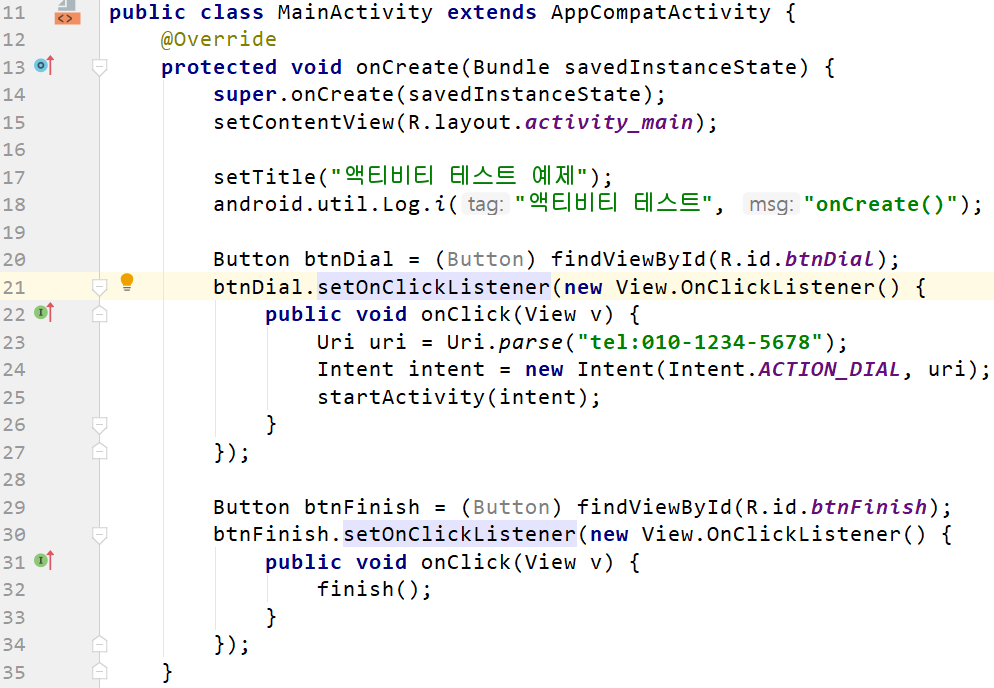 11 public class MainActivity extends AppCompatActivity {
12 @Override
13 protected void onCreate(Bundle savedInstanceState) {
14 super.onCreate(savedInstanceState);
15 setContentView(R.layout.activity_main);
16
17 setTitle("액티비티 테스트 예제");
18 android.util.Log.i( tag: "액티비티 테스트", msg: "onCreate()");
19
20 Button btnDial = (Button) findViewById(R.id.btnDial);
21 btnDial.setOnClickListener(new View.OnClickListener() {
22 public void onClick(View v) {
23 Uri uri = Uri.parse("tel:010-1234-5678");
24 Intent intent = new Intent(Intent.ACTION_DIAL, uri);
25 startActivity(intent);
26 }
27 });
28
29 Button btnFinish = (Button) findViewById(R.id.btnFinish);
30 btnFinish.setOnClickListener(new View.OnClickListener() {
31 public void onClick(View v) {
32 finish();
33 }
34 });
35 }